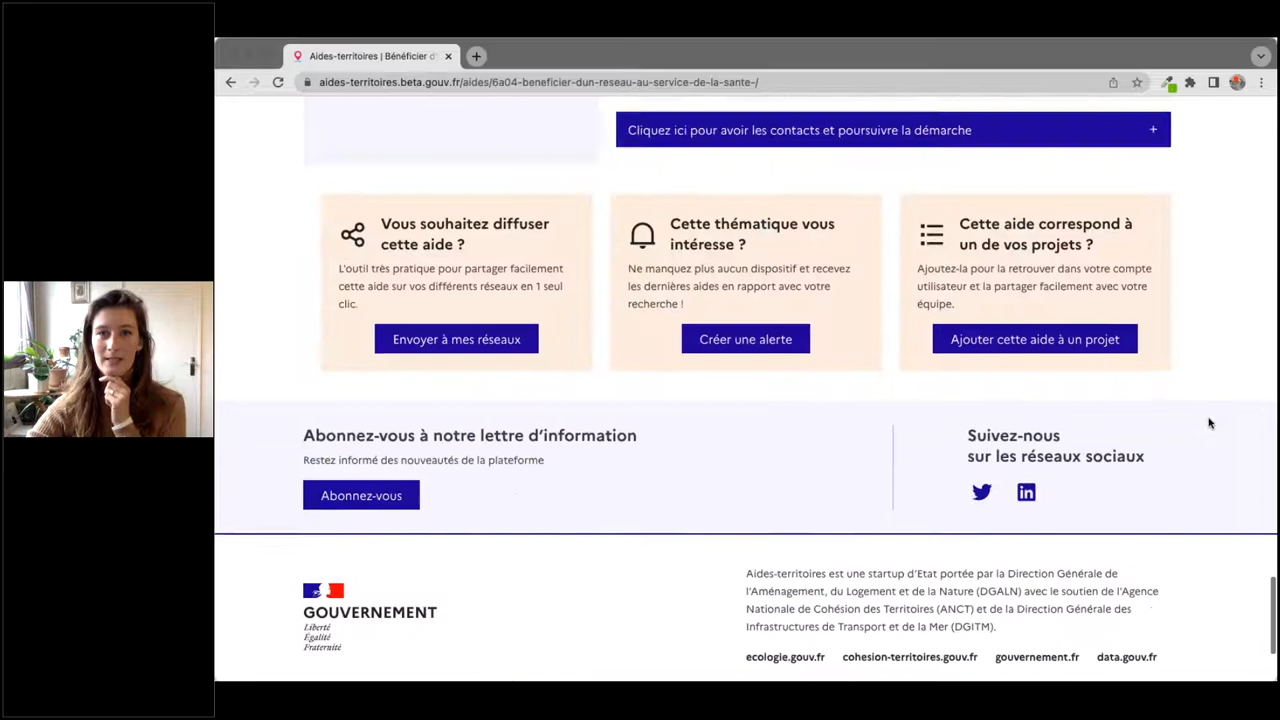 Aides-territoires | Bénéficier d'
aides-territoires.beta.gouv.fr/aides/6a04-beneficier-dun-reseau-au-service-de-la-sante-/
Cliquez ici pour avoir les contacts et poursuivre la démarche
+
Vous souhaitez diffuser
cette aide ?
L'outil très pratique pour partager facilement
cette aide sur vos différents réseaux en 1 seul
clic.
Envoyer à mes réseaux
Cette thématique vous
intéresse ?
Ne manquez plus aucun dispositif et recevez
les dernières aides en rapport avec votre
recherche !
Créer une alerte
Cette aide correspond à
un de vos projets ?
Ajoutez-la pour la retrouver dans votre compte
utilisateur et la partager facilement avec votre
équipe.
Ajouter cette aide à un projet
Abonnez-vous à notre lettre d'information
Restez informé des nouveautés de la plateforme
Abonnez-vous
Suivez-nous
sur les réseaux sociaux
in
GOUVERNEMENT
Liberté
Égalité
Fraternité
Aides-territoires est une startup d'Etat portée par la Direction Générale de
l'Aménagement, du Logement et de la Nature (DGALN) avec le soutien de l'Agence
Nationale de Cohésion des Territoires (ANCT) et de la Direction Générale des
Infrastructures de Transport et de la Mer (DGITM).
ecologie.gouv.fr cohesion-territoires.gouv.fr gouvernement.fr data.gouv.fr